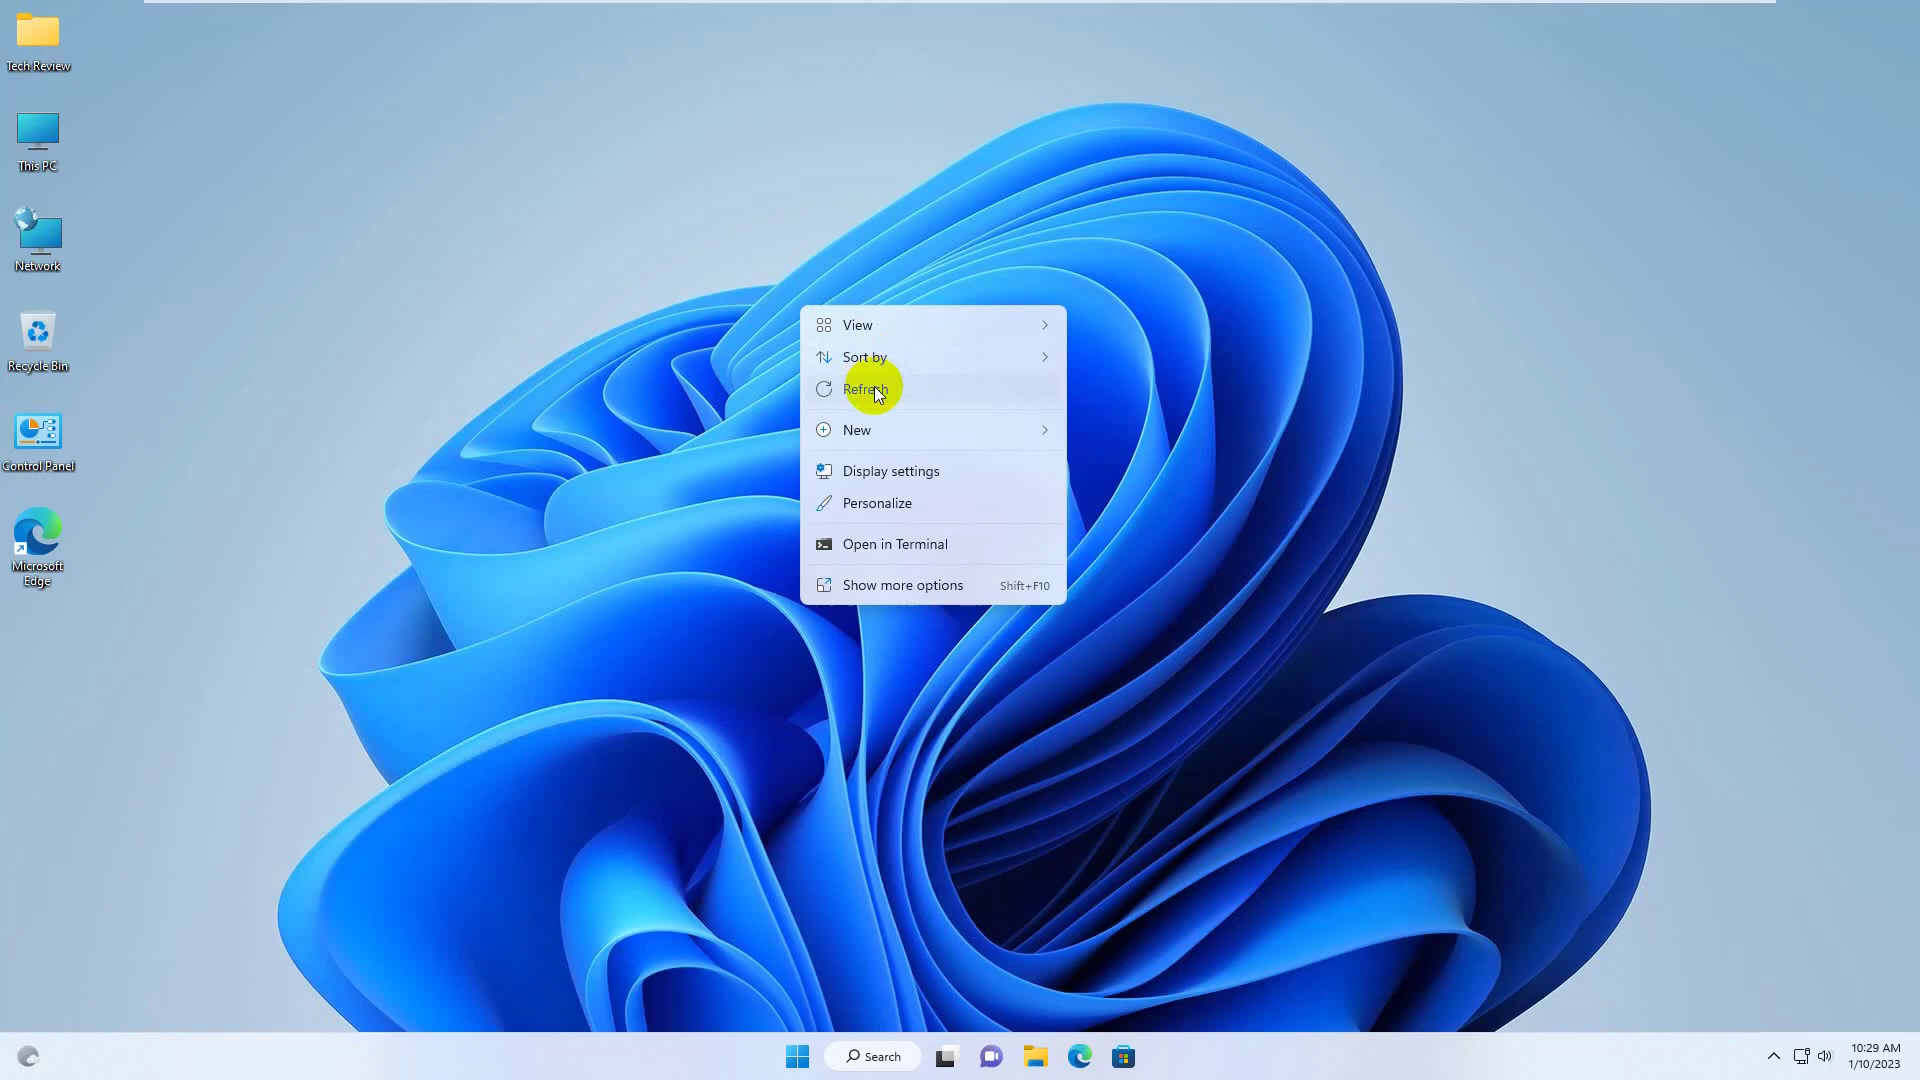 Tech Review
This PC
Network
Recycle Bin
Control Panel
Microsoft
Edge
View
Sort by
Refresh
New
Display settings
Personalize
Open in Terminal
Show more options Shift+F10
Search
10:29 AM
1/10/2023